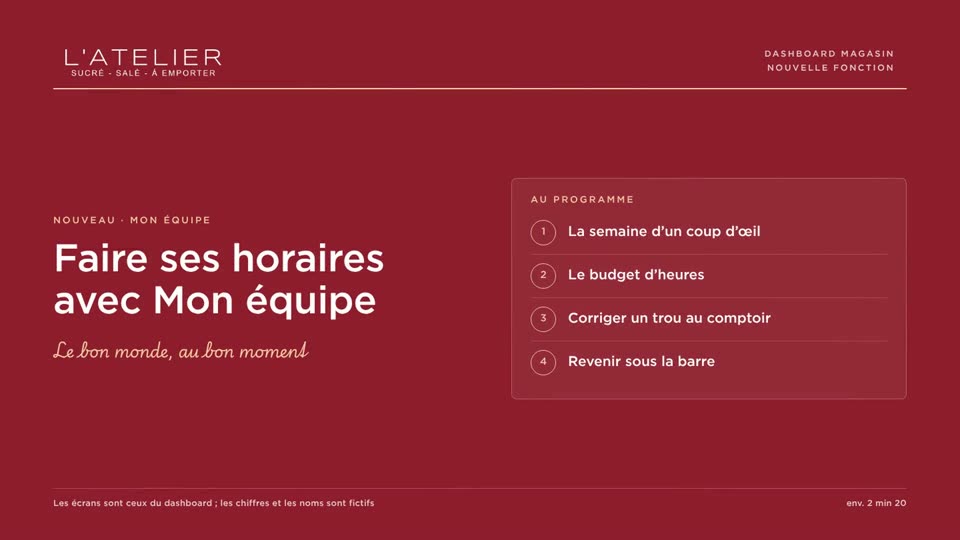 L'ATELIER
SUCRÉ - SALÉ - À EMPORTER
DASHBOARD MAGASIN
NOUVELLE FONCTION
NOUVEAU · MON ÉQUIPE
Faire ses horaires
avec Mon équipe
Le bon monde, au bon moment
AU PROGRAMME
1 La semaine d’un coup d’œil
2 Le budget d’heures
3 Corriger un trou au comptoir
4 Revenir sous la barre
Les écrans sont ceux du dashboard ; les chiffres et les noms sont fictifs
env. 2 min 20